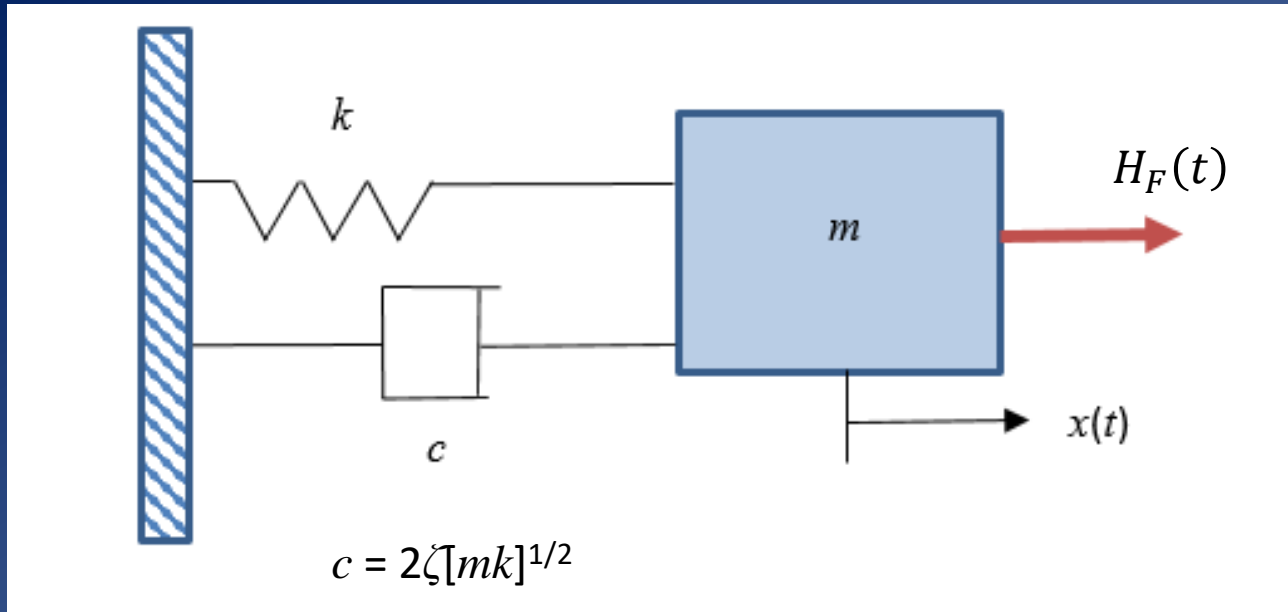 k
H_F(t)
m
x(t)
c
c = 2ζ[mk]^{1/2}